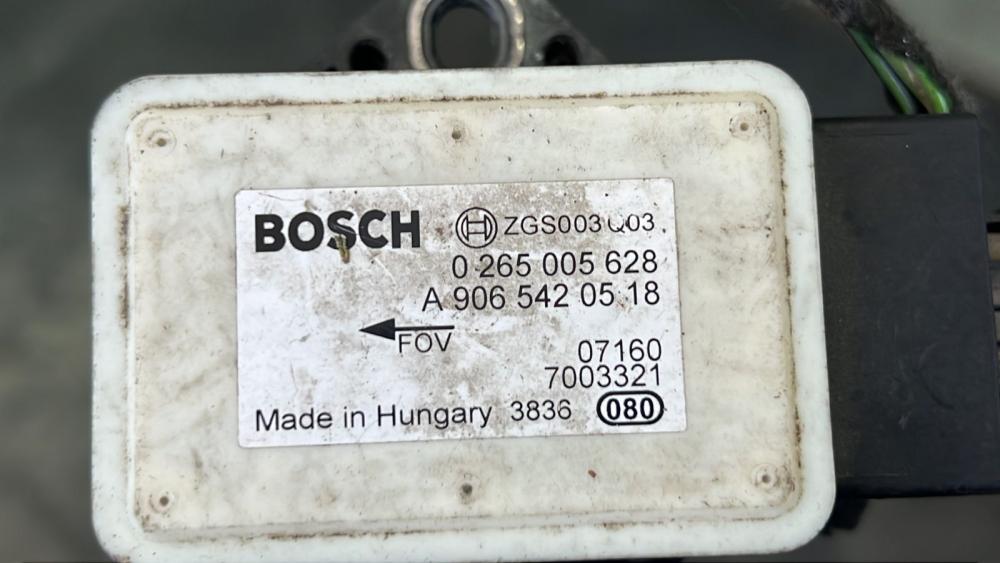 BOSCH ZGS003Q03
0 265 005 628
A 906 542 05 18
FOV
07160
7003321
Made in Hungary 3836 080